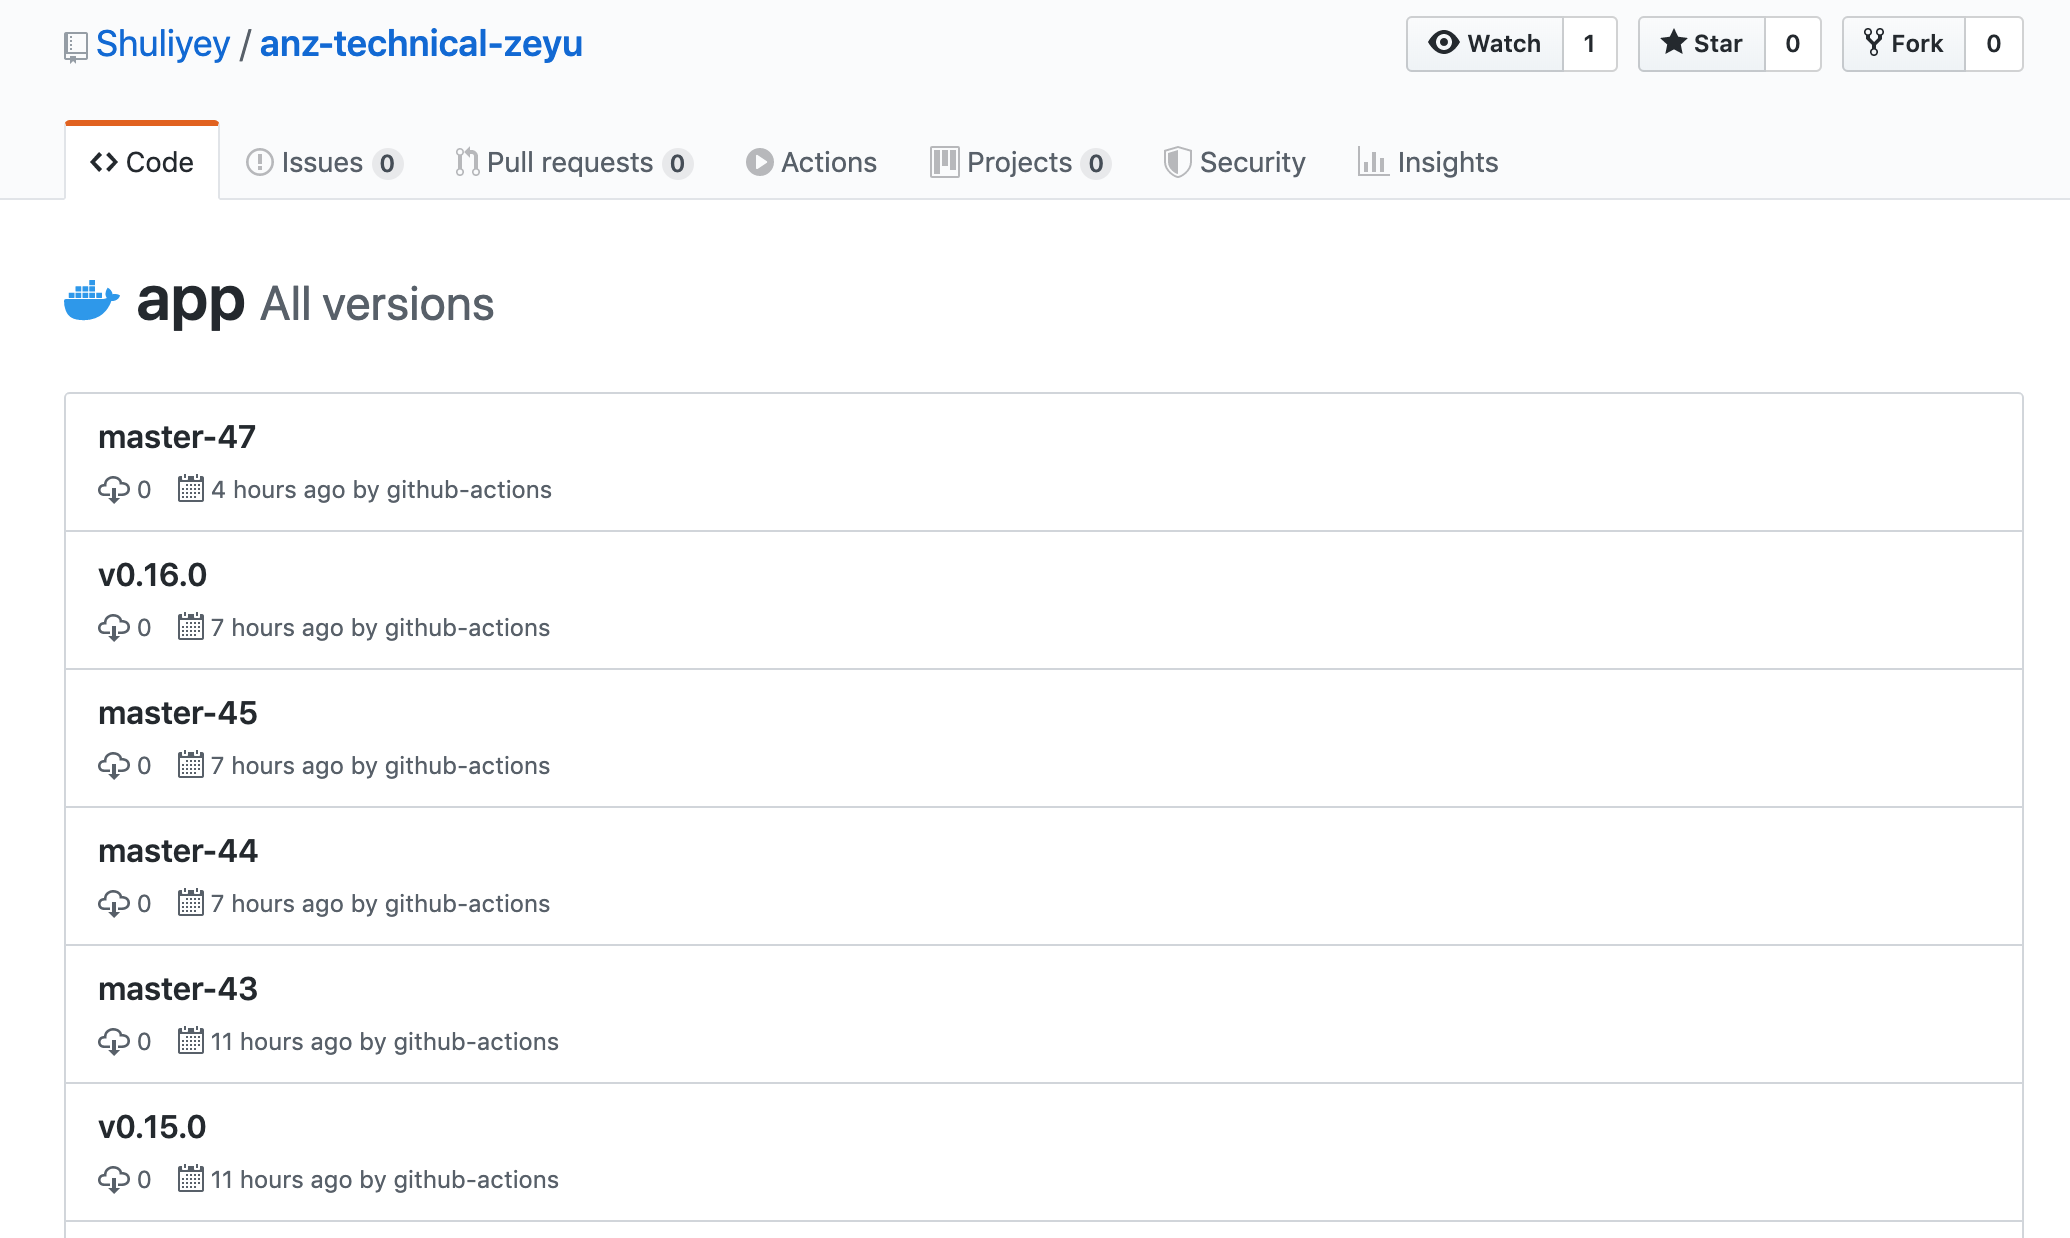 Shuliyey / anz-technical-zeyu
Watch 1 Star 0 Fork 0
Code Issues 0 Pull requests 0 Actions Projects 0 Security Insights
app All versions
master-47
0 4 hours ago by github-actions
v0.16.0
0 7 hours ago by github-actions
master-45
0 7 hours ago by github-actions
master-44
0 7 hours ago by github-actions
master-43
0 11 hours ago by github-actions
v0.15.0
0 11 hours ago by github-actions